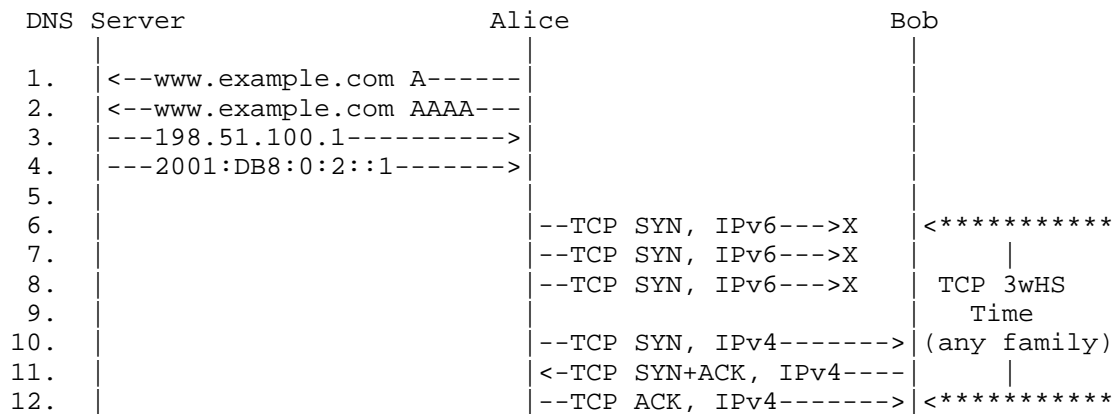 DNS Server                  Alice                    Bob
     |                           |                       |
 1.  |<--www.example.com A------|                       |
 2.  |<--www.example.com AAAA---|                       |
 3.  |---198.51.100.1---------->|                       |
 4.  |---2001:DB8:0:2::1------->|                       |
 5.  |                          |                       |
 6.  |                          |--TCP SYN, IPv6--->X   |<***********
 7.  |                          |--TCP SYN, IPv6--->X   |     |
 8.  |                          |--TCP SYN, IPv6--->X   | TCP 3wHS
 9.  |                          |                       |   Time
10.  |                          |--TCP SYN, IPv4------->|(any family)
11.  |                          |<-TCP SYN+ACK, IPv4----|     |
12.  |                          |--TCP ACK, IPv4------->|<***********